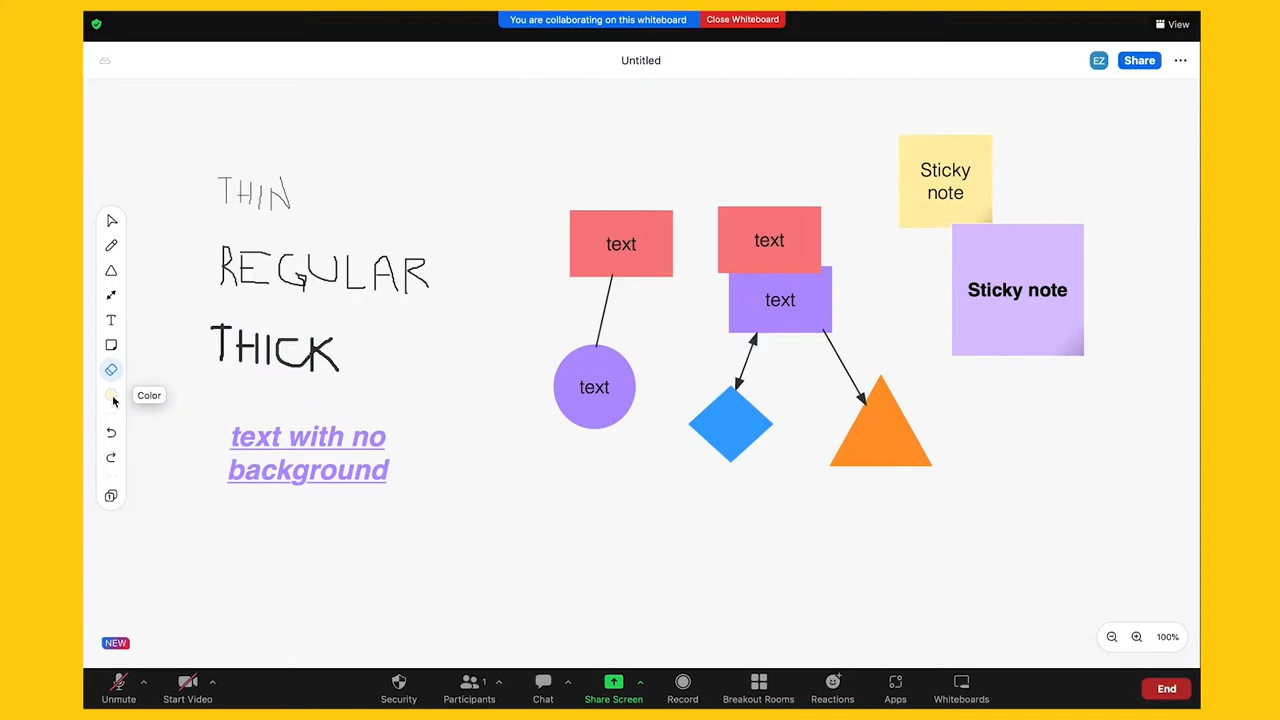 You are collaborating on this whiteboard
Close Whiteboard
View
Untitled
EZ
Share
THIN
REGULAR
THICK
text with no
background
text
text
text
text
Sticky
note
Sticky note
T
Color
1
NEW
100%
Unmute
Start Video
Security
1
Participants
Chat
Share Screen
Record
Breakout Rooms
Reactions
Apps
Whiteboards
End